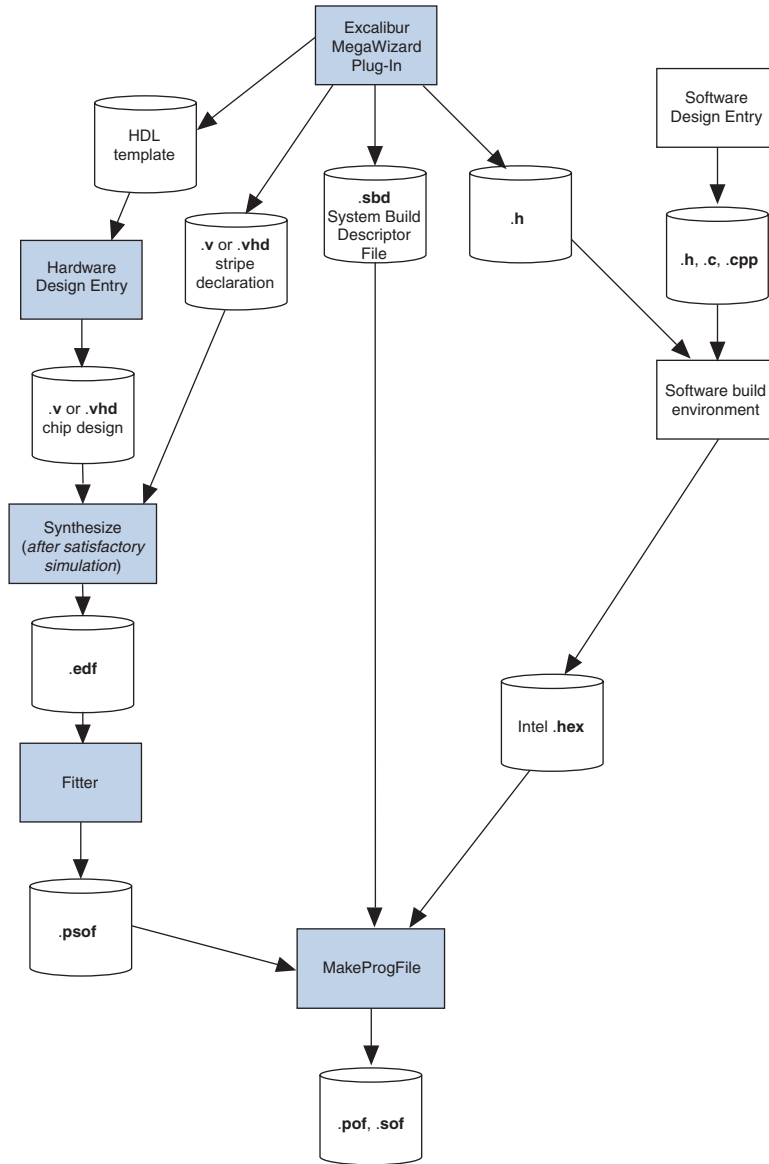 Excalibur
MegaWizard
Plug-In
Software
Design Entry
HDL
template
.sbd
System Build
Descriptor
File
.h
.v or .vhd
stripe
declaration
.h, .c, .cpp
Hardware
Design Entry
.v or .vhd
chip design
Software build
environment
Synthesize
(after satisfactory
simulation)
.edf
Intel .hex
Fitter
.psof
MakeProgFile
.pof, .sof